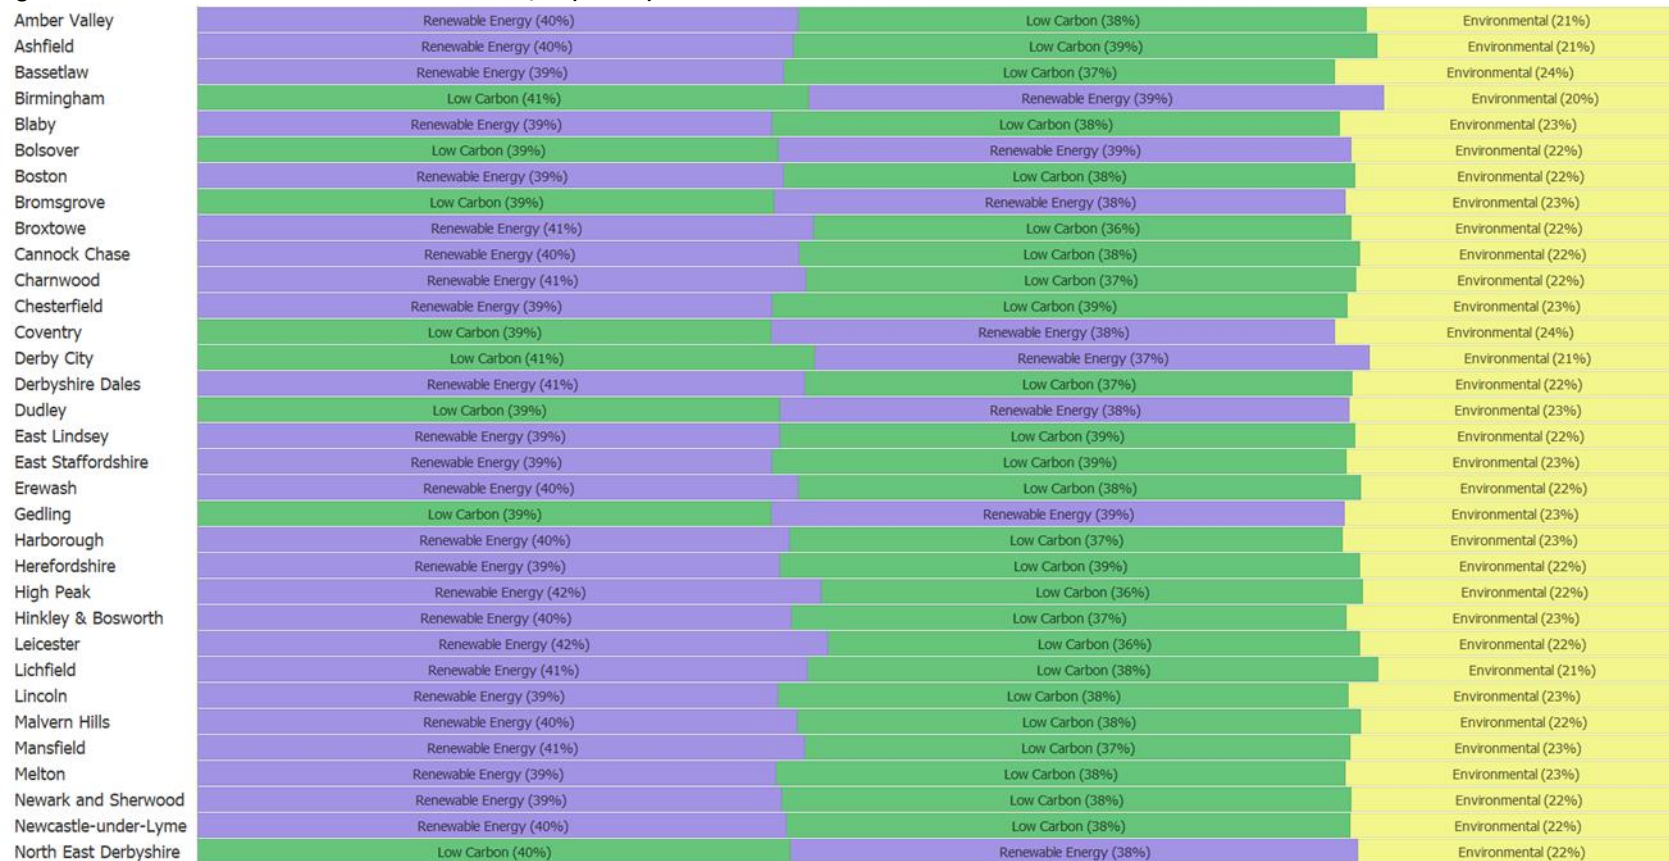 Amber Valley Renewable Energy (40%) Low Carbon (38%) Environmental (21%)
Ashfield Renewable Energy (40%) Low Carbon (39%) Environmental (21%)
Bassetlaw Renewable Energy (39%) Low Carbon (37%) Environmental (24%)
Birmingham Low Carbon (41%) Renewable Energy (39%) Environmental (20%)
Blaby Renewable Energy (39%) Low Carbon (38%) Environmental (23%)
Bolsover Low Carbon (39%) Renewable Energy (39%) Environmental (22%)
Boston Renewable Energy (39%) Low Carbon (38%) Environmental (22%)
Bromsgrove Low Carbon (39%) Renewable Energy (38%) Environmental (23%)
Broxtowe Renewable Energy (41%) Low Carbon (36%) Environmental (22%)
Cannock Chase Renewable Energy (40%) Low Carbon (38%) Environmental (22%)
Charnwood Renewable Energy (41%) Low Carbon (37%) Environmental (22%)
Chesterfield Renewable Energy (39%) Low Carbon (39%) Environmental (23%)
Coventry Low Carbon (39%) Renewable Energy (38%) Environmental (24%)
Derby City Low Carbon (41%) Renewable Energy (37%) Environmental (21%)
Derbyshire Dales Renewable Energy (41%) Low Carbon (37%) Environmental (22%)
Dudley Low Carbon (39%) Renewable Energy (38%) Environmental (23%)
East Lindsey Renewable Energy (39%) Low Carbon (39%) Environmental (22%)
East Staffordshire Renewable Energy (39%) Low Carbon (39%) Environmental (23%)
Erewash Renewable Energy (40%) Low Carbon (38%) Environmental (22%)
Gedling Low Carbon (39%) Renewable Energy (39%) Environmental (23%)
Harborough Renewable Energy (40%) Low Carbon (37%) Environmental (23%)
Herefordshire Renewable Energy (39%) Low Carbon (39%) Environmental (22%)
High Peak Renewable Energy (42%) Low Carbon (36%) Environmental (22%)
Hinkley & Bosworth Renewable Energy (40%) Low Carbon (37%) Environmental (23%)
Leicester Renewable Energy (42%) Low Carbon (36%) Environmental (22%)
Lichfield Renewable Energy (41%) Low Carbon (38%) Environmental (21%)
Lincoln Renewable Energy (39%) Low Carbon (38%) Environmental (23%)
Malvern Hills Renewable Energy (40%) Low Carbon (38%) Environmental (22%)
Mansfield Renewable Energy (41%) Low Carbon (37%) Environmental (23%)
Melton Renewable Energy (39%) Low Carbon (38%) Environmental (23%)
Newark and Sherwood Renewable Energy (39%) Low Carbon (38%) Environmental (22%)
Newcastle-under-Lyme Renewable Energy (40%) Low Carbon (38%) Environmental (22%)
North East Derbyshire Low Carbon (40%) Renewable Energy (38%) Environmental (22%)